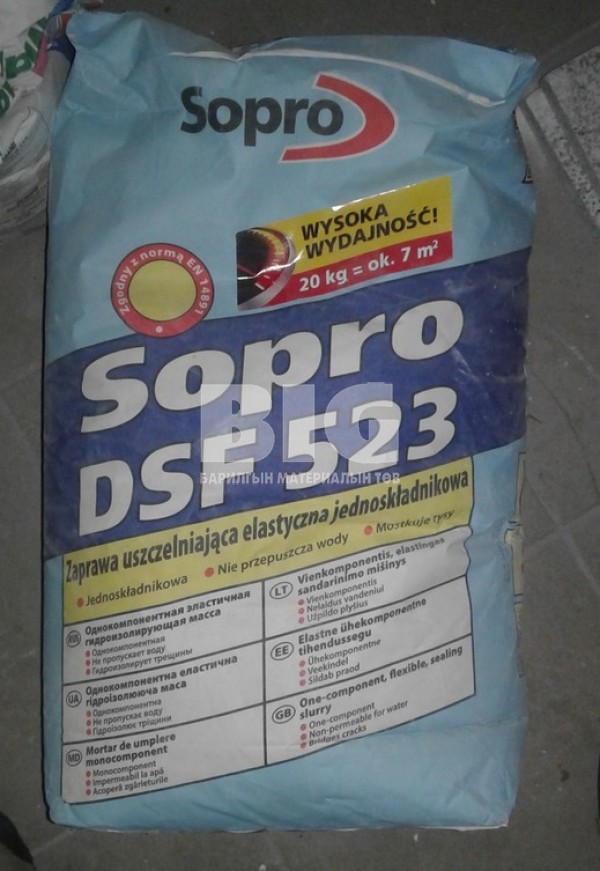 Sopro
WYSOKA
WYDAJNOŚĆ!
20 kg = ok. 7 m²
Zgodny z normą EN 14891
Sopro
DSF 523
BIG
БАРИЛГЫН МАТЕРИАЛЫН ТӨВ
Zaprawa uszczelniająca elastyczna jednoskładnikowa
• Jednoskładnikowa • Nie przepuszcza wody • Mostkuje rysy
RUS Однокомпонентная эластичная
гидроизолирующая масса
• Однокомпонентная
• Не пропускает воду
• Гидроизолирует трещины
UA Однокомпонентна еластична
гідроізолююча маса
• Однокомпонентна
• Не пропускає воду
• Гідроізолює тріщини
MD Mortar de umplere
monocomponent
• Monocomponent
• Impermeabil la apă
• Acoperă zgârieturile
LT Vienkomponentis, elastingas
sandarinimo mišinys
• Vienkomponentis
• Nelaidus vandeniui
• Užpildo plyšius
EE Elastne ühekomponentne
tihendussegu
• Ühekomponentne
• Veekindel
• Sildab praod
GB One-component, flexible, sealing
slurry
• One-component
• Non-permeable for water
• Bridges cracks